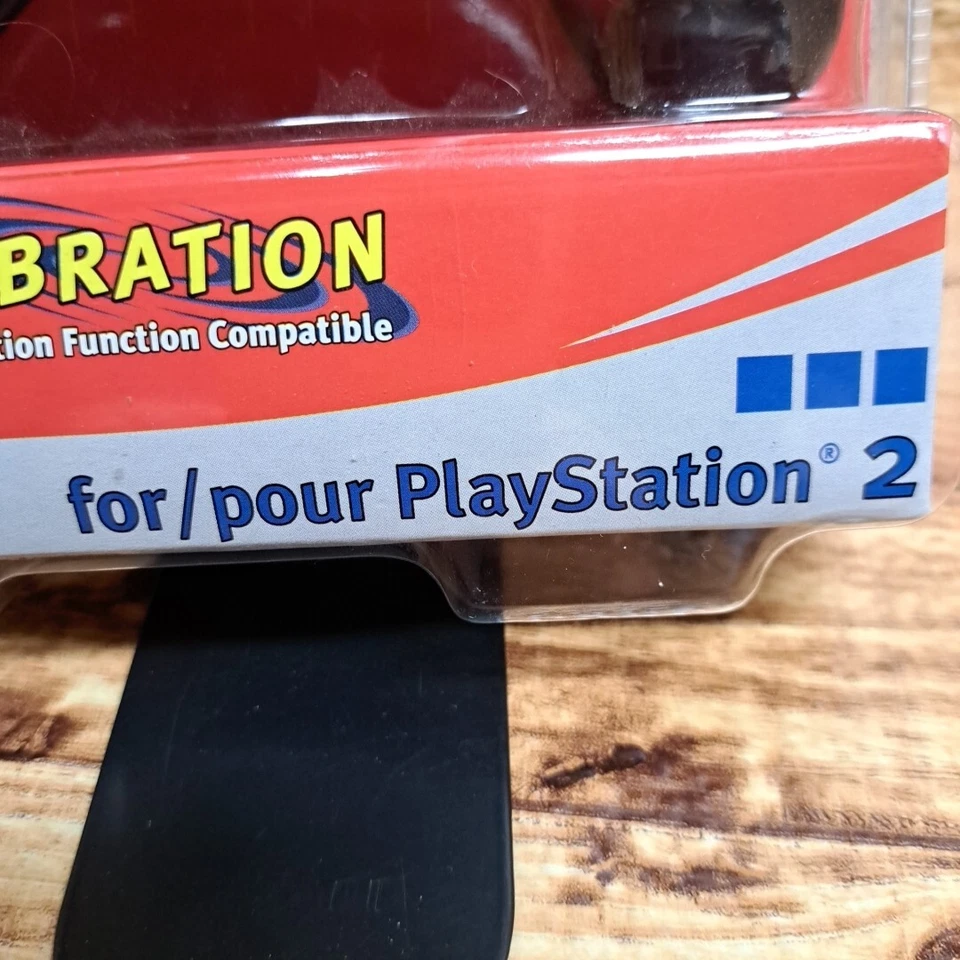 BRATION
tion Function Compatible
for/pour PlayStation® 2